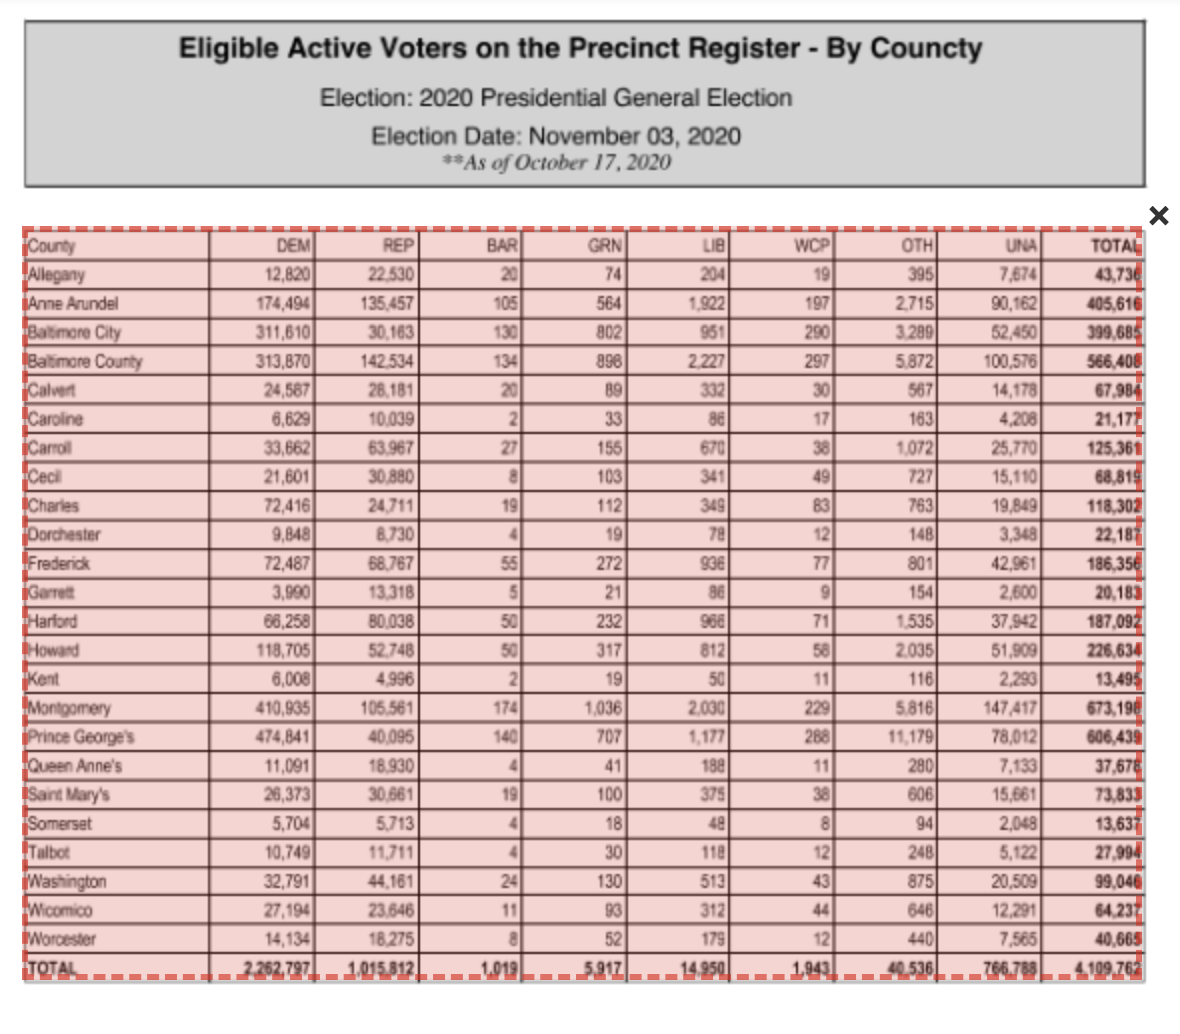 Eligible Active Voters on the Precinct Register - By Councty
Election: 2020 Presidential General Election
Election Date: November 03, 2020
**As of October 17, 2020
County DEM REP BAR GRN LIB WCP OTH UNA TOTAL
Allegany 12,820 22,530 20 74 204 19 395 7,674 43,736
Anne Arundel 174,494 135,457 105 564 1,922 197 2,715 90,162 405,616
Baltimore City 311,610 30,163 130 802 951 290 3,289 52,450 399,685
Baltimore County 313,870 142,534 134 898 2,227 297 5,872 100,576 566,408
Calvert 24,587 28,181 20 89 332 30 567 14,178 67,984
Caroline 6,629 10,039 2 33 86 17 163 4,208 21,177
Carroll 33,662 63,967 27 155 670 38 1,072 25,770 125,361
Cecil 21,601 30,880 8 103 341 49 727 15,110 68,819
Charles 72,416 24,711 19 112 349 83 763 19,849 118,302
Dorchester 9,848 8,730 4 19 78 12 148 3,348 22,187
Frederick 72,487 68,767 55 272 936 77 801 42,961 186,356
Garrett 3,990 13,318 5 21 86 9 154 2,600 20,183
Harford 66,258 80,038 50 232 966 71 1,535 37,942 187,092
Howard 118,705 52,748 50 317 812 58 2,035 51,909 226,634
Kent 6,008 4,996 2 19 50 11 116 2,293 13,495
Montgomery 410,935 105,561 174 1,036 2,030 229 5,816 147,417 673,198
Prince George's 474,841 40,095 140 707 1,177 288 11,179 78,012 606,439
Queen Anne's 11,091 18,930 4 41 188 11 280 7,133 37,678
Saint Mary's 26,373 30,661 19 100 375 38 606 15,661 73,833
Somerset 5,704 5,713 4 18 48 8 94 2,048 13,637
Talbot 10,749 11,711 4 30 118 12 248 5,122 27,994
Washington 32,791 44,161 24 130 513 43 875 20,509 99,046
Wicomico 27,194 23,646 11 93 312 44 646 12,291 64,237
Worcester 14,134 18,275 8 52 179 12 440 7,565 40,665
TOTAL 2,262,797 1,015,812 1,019 5,917 14,950 1,943 40,536 766,788 4,109,762